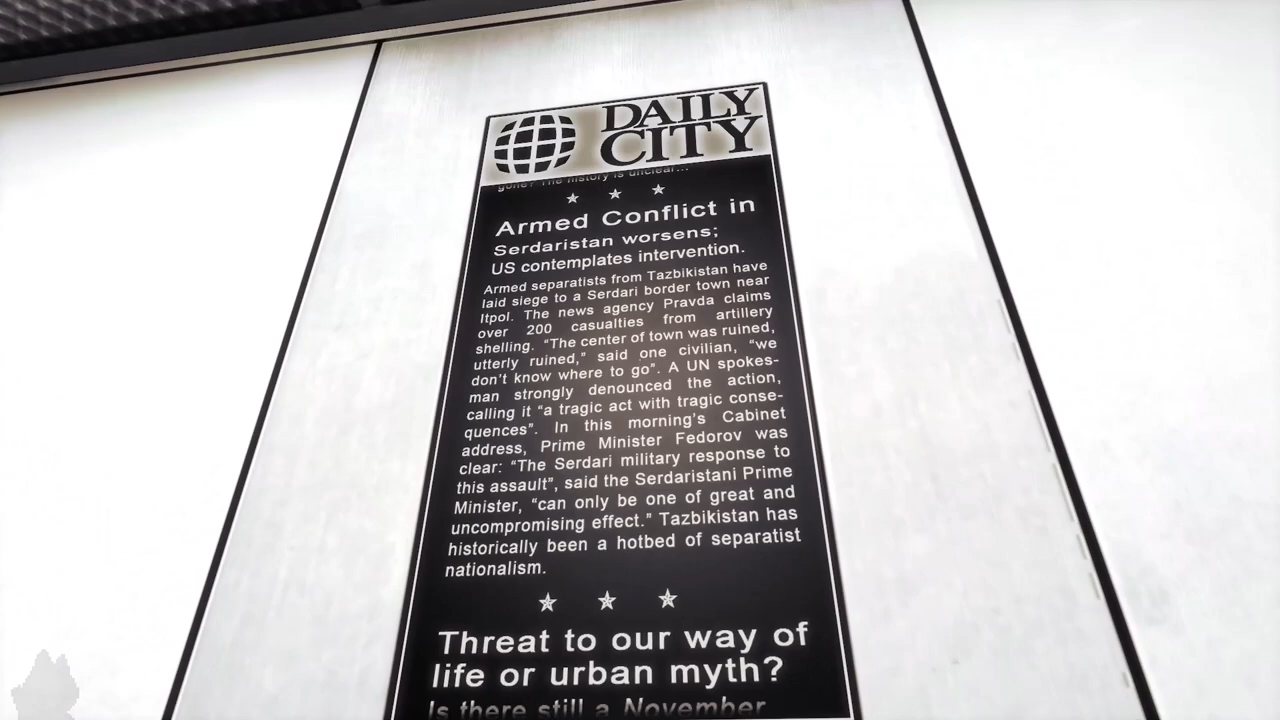 DAILY
CITY
gone? The history is unclear...
Armed Conflict in
Serdaristan worsens;
US contemplates intervention.
Armed separatists from Tazbikistan have
laid siege to a Serdari border town near
Itpol. The news agency Pravda claims
over 200 casualties from artillery
shelling. “The center of town was ruined,
utterly ruined,” said one civilian, “we
don’t know where to go”. A UN spokes-
man strongly denounced the action,
calling it “a tragic act with tragic conse-
quences”. In this morning’s Cabinet
address, Prime Minister Fedorov was
clear: “The Serdari military response to
this assault”, said the Serdaristani Prime
Minister, “can only be one of great and
uncompromising effect.” Tazbikistan has
historically been a hotbed of separatist
nationalism.
Threat to our way of
life or urban myth?
Is there still a November